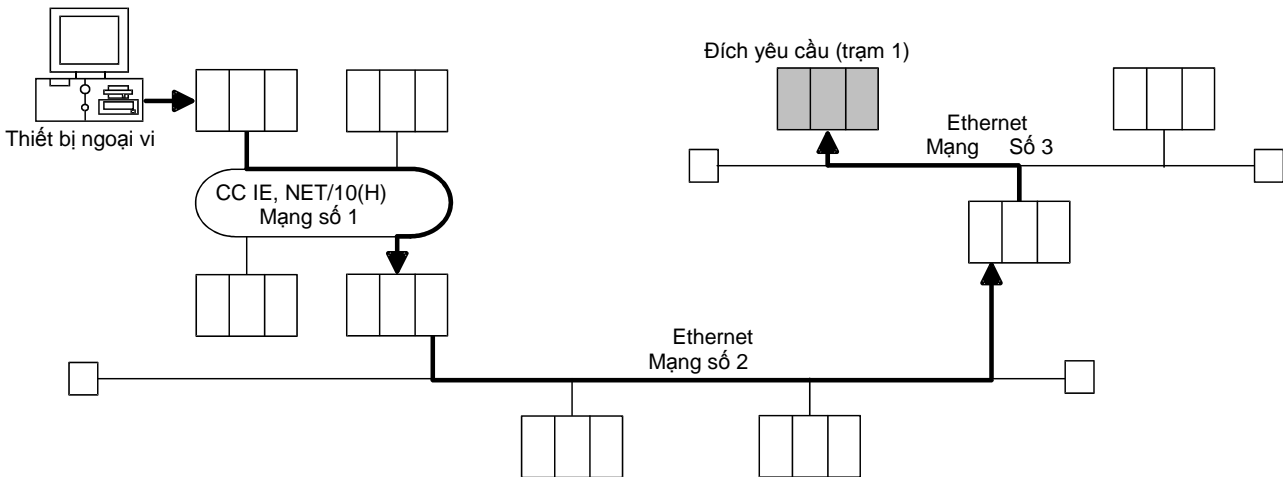 Đích yêu cầu (trạm 1)
Thiết bị ngoại vi
Ethernet
Mạng Số 3
CC IE, NET/10(H)
Mạng số 1
Ethernet
Mạng số 2